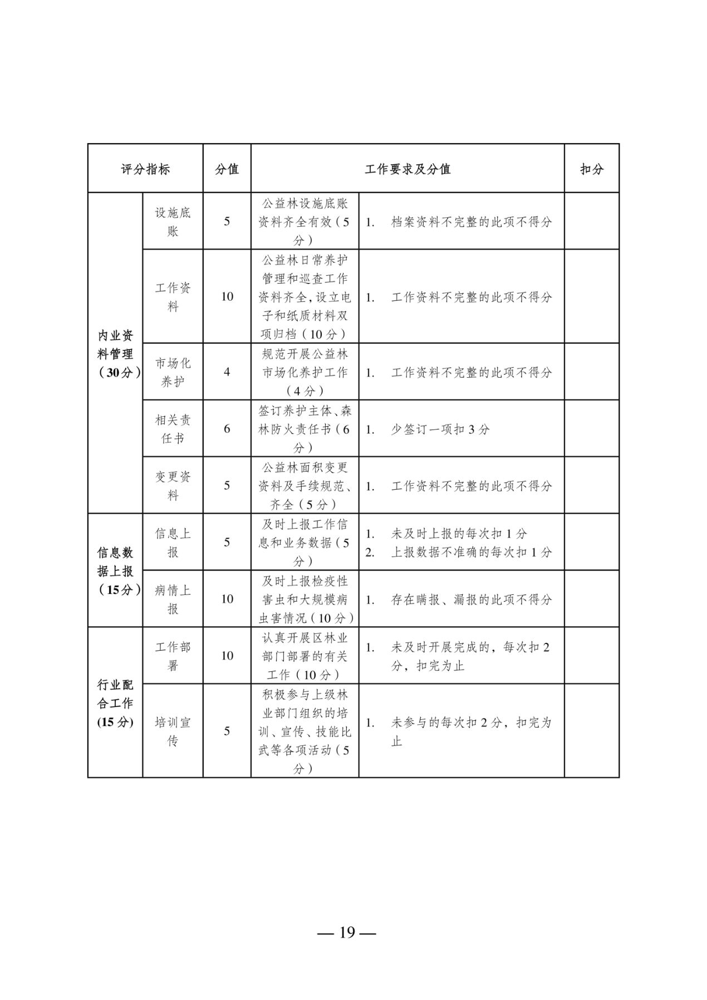 评分指标 分值 工作要求及分值 扣分
内业资
料管理
（30分）
设施底
账
5
公益林设施底账
资料齐全有效（5
分）
1. 档案资料不完整的此项不得分
工作资
料
10
公益林日常养护
管理和巡查工作
资料齐全,设立电
子和纸质材料双
项归档（10 分）
1. 工作资料不完整的此项不得分
市场化
养护
4
规范开展公益林
市场化养护工作
（4 分）
1. 工作资料不完整的此项不得分
相关责
任书
6
签订养护主体、森
林防火责任书（6
分）
1. 少签订一项扣 3 分
变更资
料
5
公益林面积变更
资料及手续规范、
齐全（5 分）
1. 工作资料不完整的此项不得分
信息数
据上报
（15分）
信息上
报
5
及时上报工作信
息和业务数据（5
分）
1. 未及时上报的每次扣 1 分
2. 上报数据不准确的每次扣 1 分
病情上
报
10
及时上报检疫性
害虫和大规模病
虫害情况（10 分）
1. 存在瞒报、漏报的此项不得分
行业配
合工作
(15 分)
工作部
署
10
认真开展区林业
部门部署的有关
工作（10 分）
1. 未及时开展完成的，每次扣 2
分，扣完为止
培训宣
传
5
积极参与上级林
业部门组织的培
训、宣传、技能比
武等各项活动（5
分）
1. 未参与的每次扣 2 分，扣完为
止
— 19 —